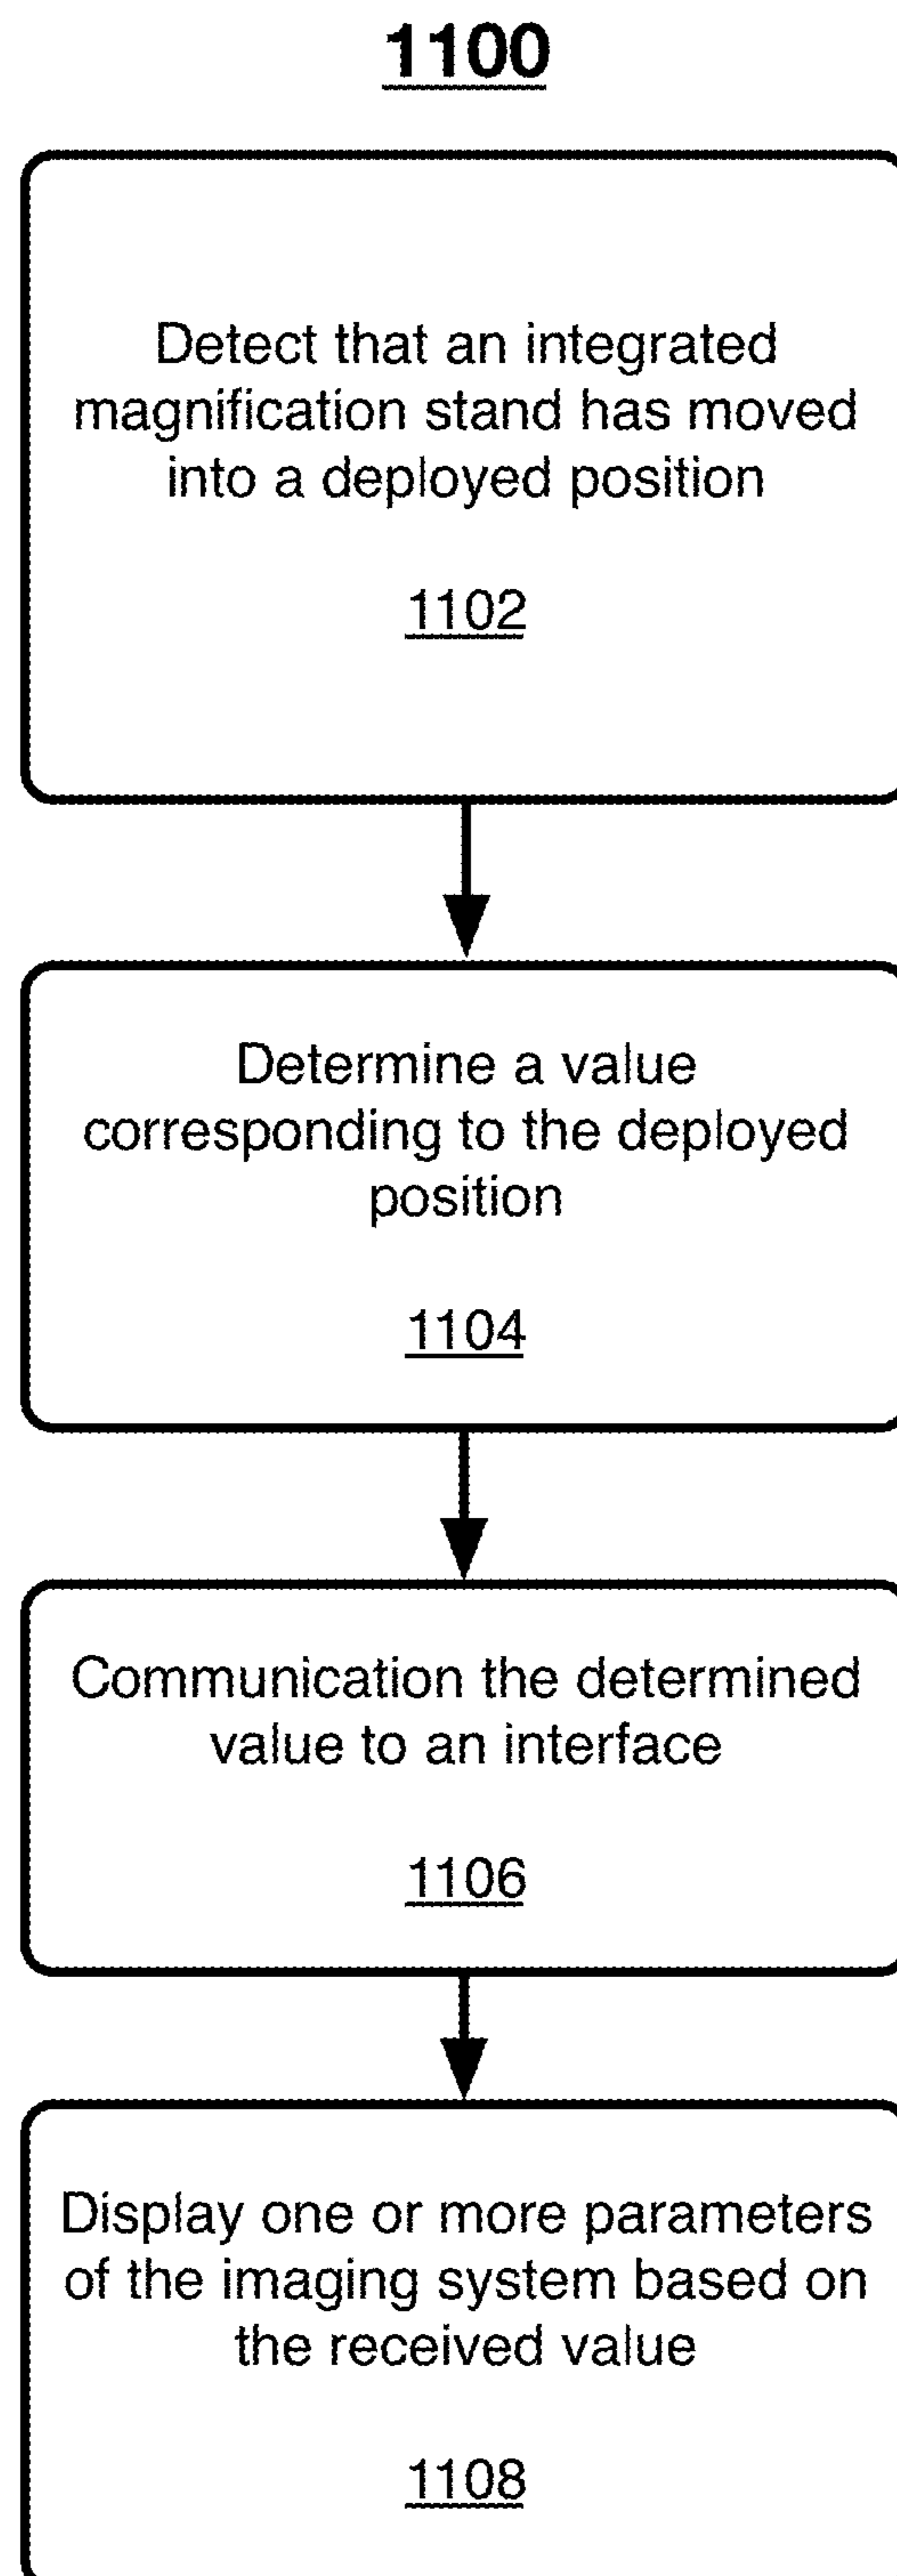 1100
Detect that an integrated
magnification stand has moved
into a deployed position
1102
Determine a value
corresponding to the deployed
position
1104
Communication the determined
value to an interface
1106
Display one or more parameters
of the imaging system based on
the received value
1108